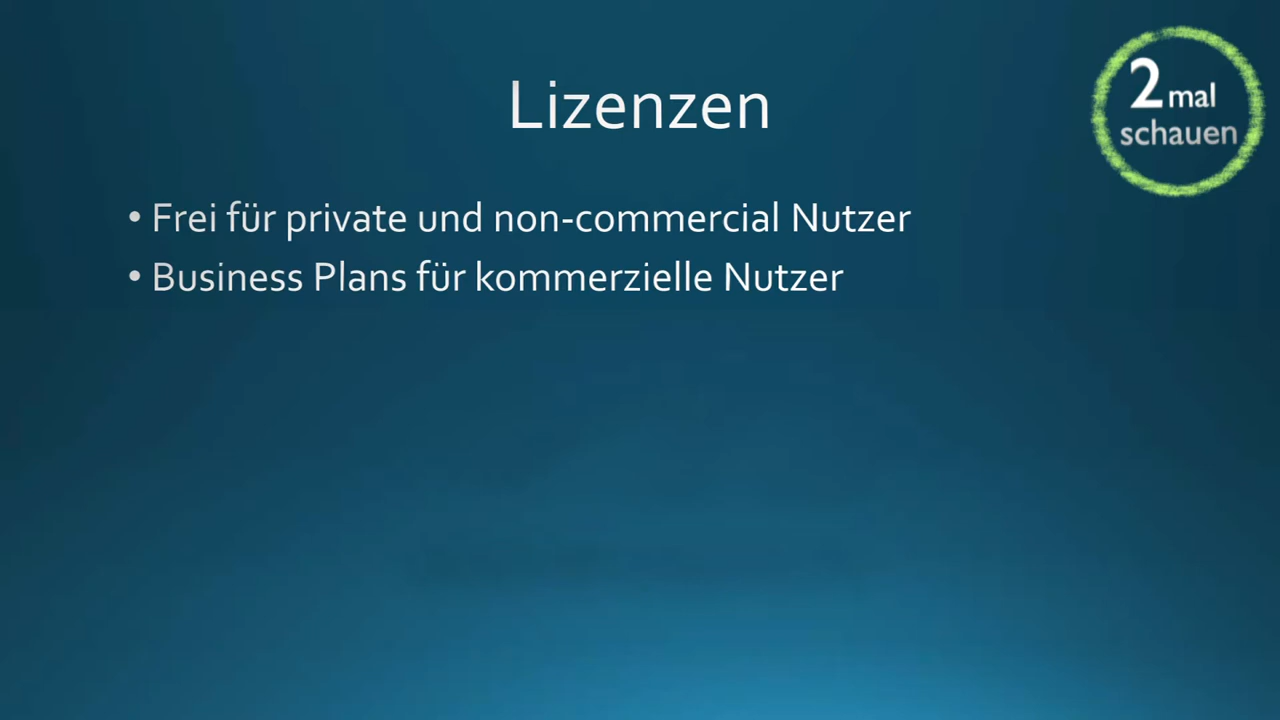 Lizenzen
2 mal
schauen
• Frei für private und non-commercial Nutzer
• Business Plans für kommerzielle Nutzer